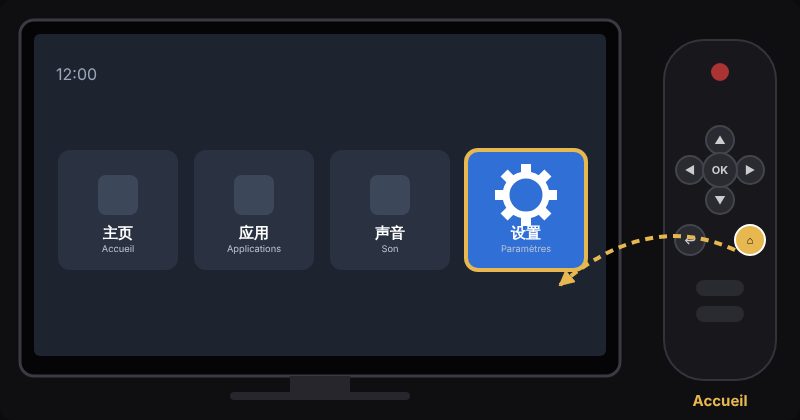 12:00
主页
Accueil
应用
Applications
声音
Son
设置
Paramètres
OK
Accueil